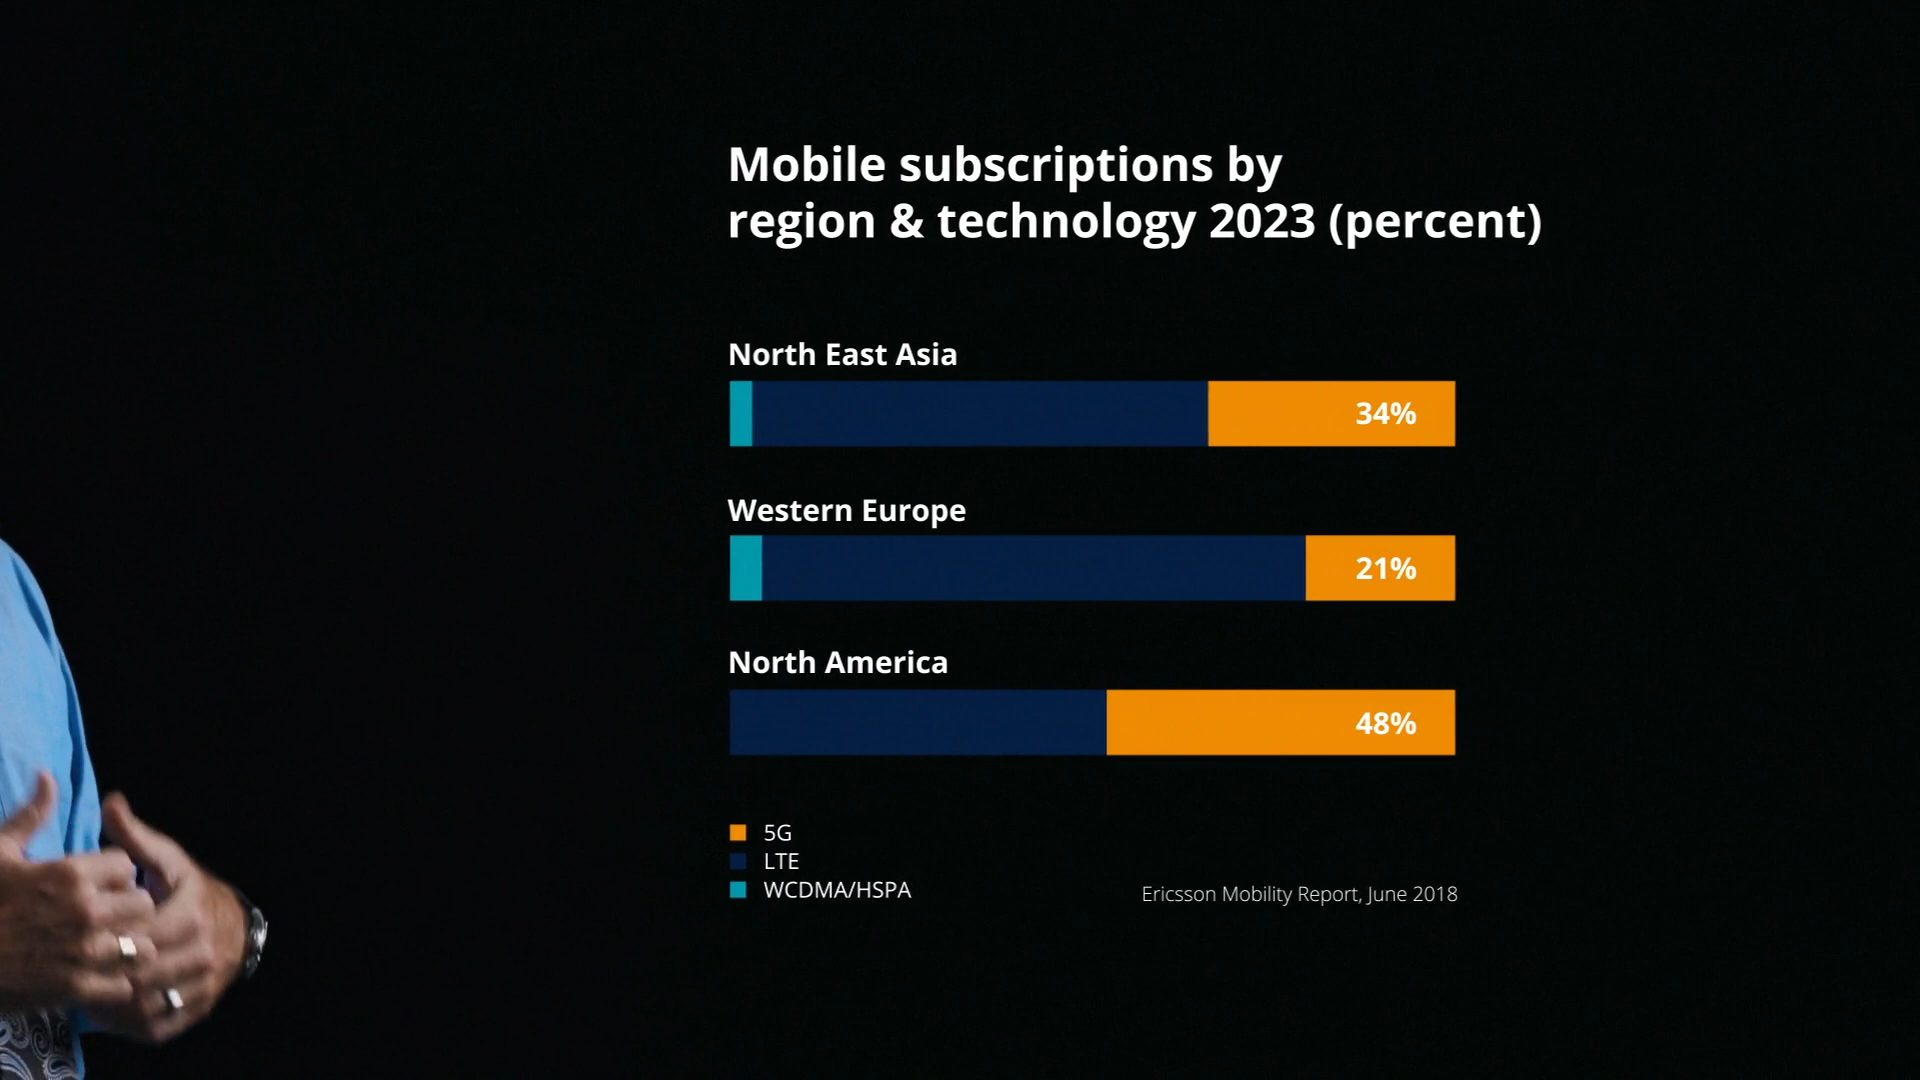 Mobile subscriptions by
region & technology 2023 (percent)
North East Asia
34%
Western Europe
21%
North America
48%
5G
LTE
WCDMA/HSPA
Ericsson Mobility Report, June 2018